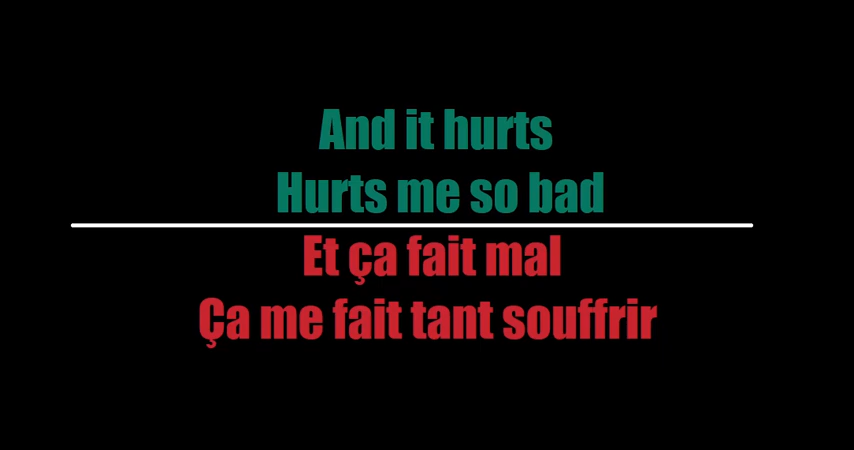 And it hurts
Hurts me so bad
Et ça fait mal
Ça me fait tant souffrir